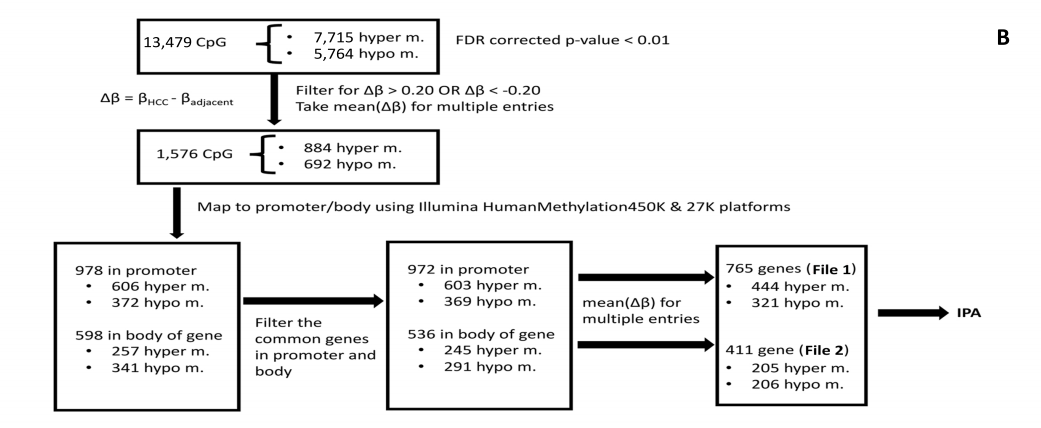 B
13,479 CpG
• 7,715 hyper m.
• 5,764 hypo m.
FDR corrected p-value < 0.01
Δβ = βHCC - βadjacent
Filter for Δβ > 0.20 OR Δβ < -0.20
Take mean(Δβ) for multiple entries
1,576 CpG
• 884 hyper m.
• 692 hypo m.
Map to promoter/body using Illumina HumanMethylation450K & 27K platforms
978 in promoter
• 606 hyper m.
• 372 hypo m.
598 in body of gene
• 257 hyper m.
• 341 hypo m.
Filter the
common genes
in promoter and
body
972 in promoter
• 603 hyper m.
• 369 hypo m.
536 in body of gene
• 245 hyper m.
• 291 hypo m.
mean(Δβ) for
multiple entries
765 genes (File 1)
• 444 hyper m.
• 321 hypo m.
411 gene (File 2)
• 205 hyper m.
• 206 hypo m.
IPA